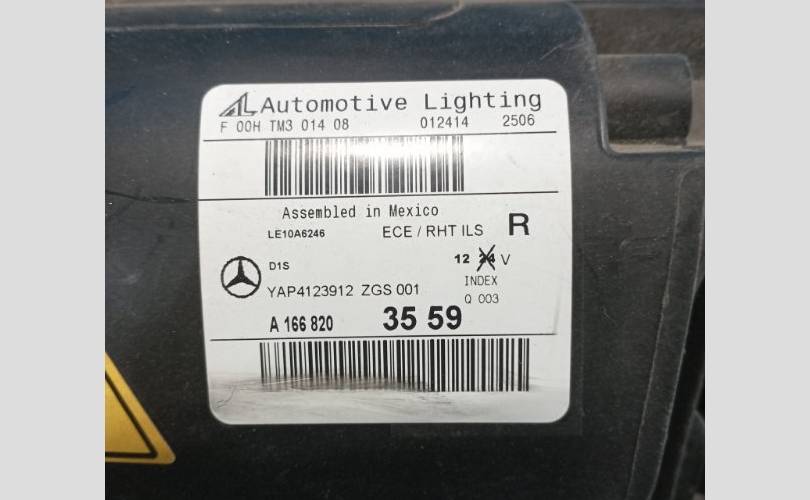 AL Automotive Lighting
F 00H TM3 014 08 012414 2506
Assembled in Mexico
LE10A6246 ECE / RHT ILS R
D1S 12 24 V
YAP4123912 ZGS 001 INDEX
Q 003
A 166 820 35 59